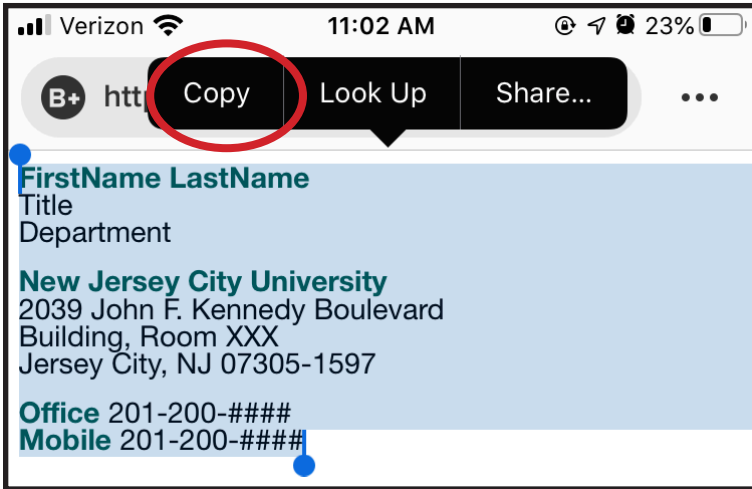 Verizon 11:02 AM 23%
B+ http Copy Look Up Share...
FirstName LastName
Title
Department
New Jersey City University
2039 John F. Kennedy Boulevard
Building, Room XXX
Jersey City, NJ 07305-1597
Office 201-200-####
Mobile 201-200-####